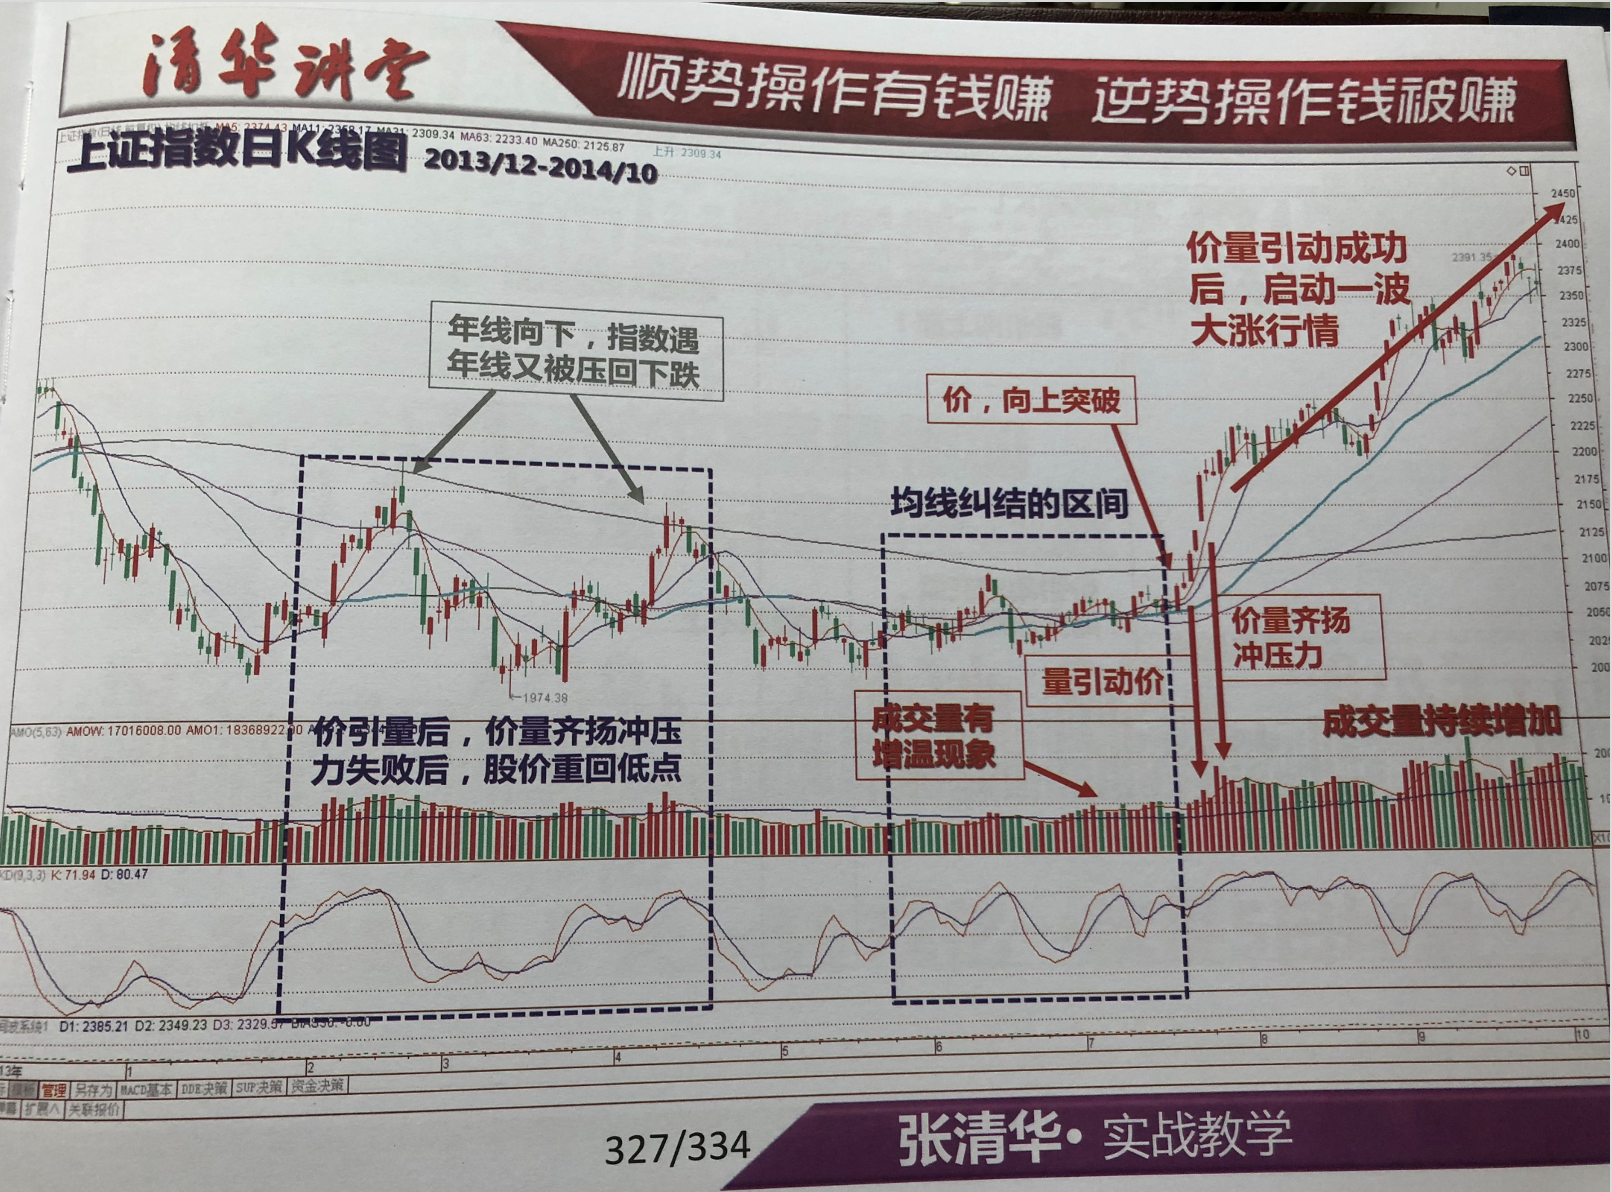 清华讲堂
顺势操作有钱赚 逆势操作钱被赚
MA63: 2233.40 MA250: 2125.87
上升 2309.34
上证指数日K线图 2013/12-2014/10
2450
2425
2400
2375
2350
2325
2300
2275
2250
2225
2200
2175
2150
2125
2100
2075
2050
2025
200
价量引动成功
后，启动一波
大涨行情
2391.35
年线向下，指数遇
年线又被压回下跌
价，向上突破
均线纠结的区间
价量齐扬
冲压力
量引动价
1974.38
成交量有
增温现象
成交量持续增加
AMO(5,63) AMOW: 17016008.00 AMO1: 18368922.00
价引量后，价量齐扬冲压
力失败后，股价重回低点
KD(9,3,3) K: 71.94 D: 80.47
D1: 2385.21 D2: 2349.23 D3: 2329.57
13年 1 2 3 4 5 6 7 8 9 10
管理 另存为 MACD基本 DDE决策 SUP决策 资金决策
扩展∧ 关联报价
327/334
张清华·实战教学